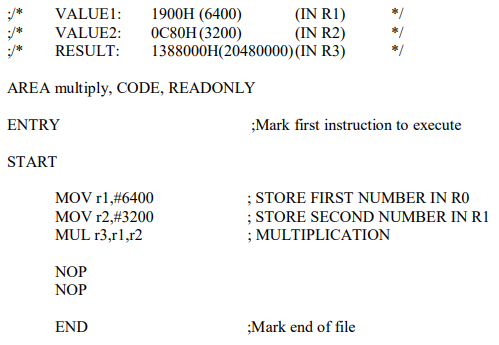 ;/* VALUE1: 1900H (6400) (IN R1) */
;/* VALUE2: 0C80H (3200) (IN R2) */
;/* RESULT: 1388000H(20480000)(IN R3) */
AREA multiply, CODE, READONLY
ENTRY ;Mark first instruction to execute
START
MOV r1,#6400 ; STORE FIRST NUMBER IN R0
MOV r2,#3200 ; STORE SECOND NUMBER IN R1
MUL r3,r1,r2 ; MULTIPLICATION
NOP
NOP
END ;Mark end of file